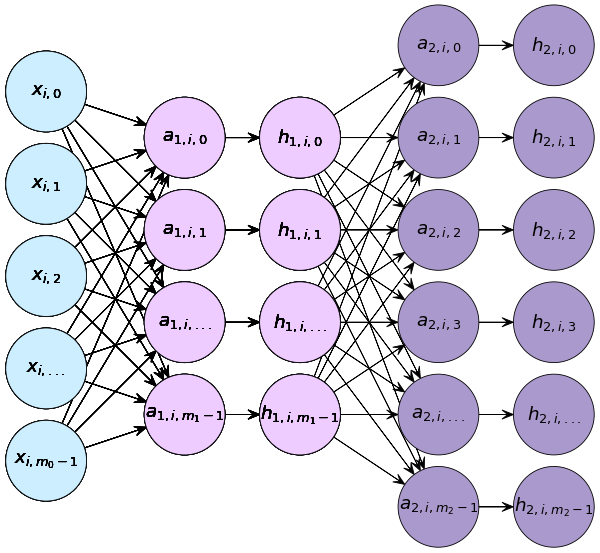 x_{i,0}
x_{i,1}
x_{i,2}
x_{i,...}
x_{i,m_0-1}
a_{1,i,0}
a_{1,i,1}
a_{1,i,...}
a_{1,i,m_1-1}
h_{1,i,0}
h_{1,i,1}
h_{1,i,...}
h_{1,i,m_1-1}
a_{2,i,0}
a_{2,i,1}
a_{2,i,2}
a_{2,i,3}
a_{2,i,...}
a_{2,i,m_2-1}
h_{2,i,0}
h_{2,i,1}
h_{2,i,2}
h_{2,i,3}
h_{2,i,...}
h_{2,i,m_2-1}